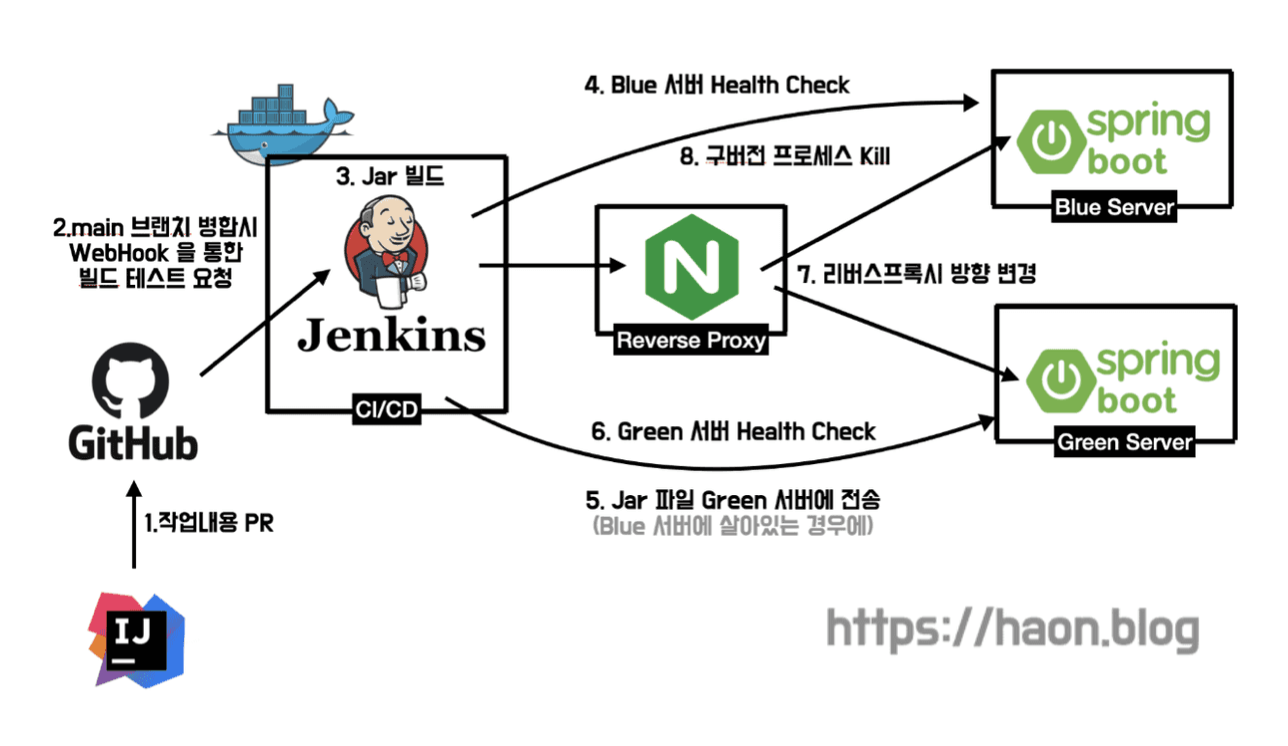 4. Blue 서버 Health Check
8. 구버전 프로세스 Kill
spring
boot
Blue Server
3. Jar 빌드
2.main 브랜치 병합시
WebHook 을 통한
빌드 테스트 요청
Jenkins
CI/CD
N
Reverse Proxy
7. 리버스프록시 방향 변경
spring
boot
Green Server
GitHub
6. Green 서버 Health Check
5. Jar 파일 Green 서버에 전송
(Blue 서버에 살아있는 경우에)
1.작업내용 PR
IJ
https://haon.blog